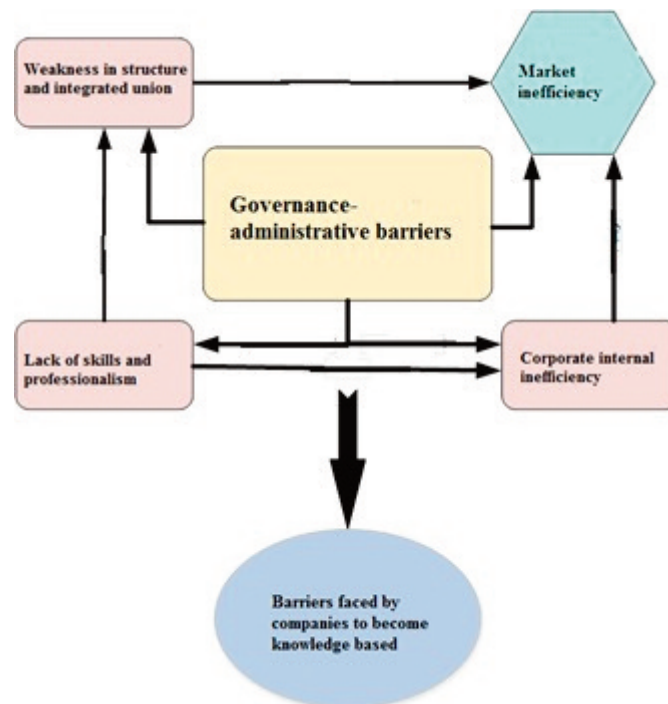 Weakness in structure
and integrated union
Market
inefficiency
Governance-
administrative barriers
Lack of skills and
professionalism
Corporate internal
inefficiency
Barriers faced by
companies to become
knowledge based